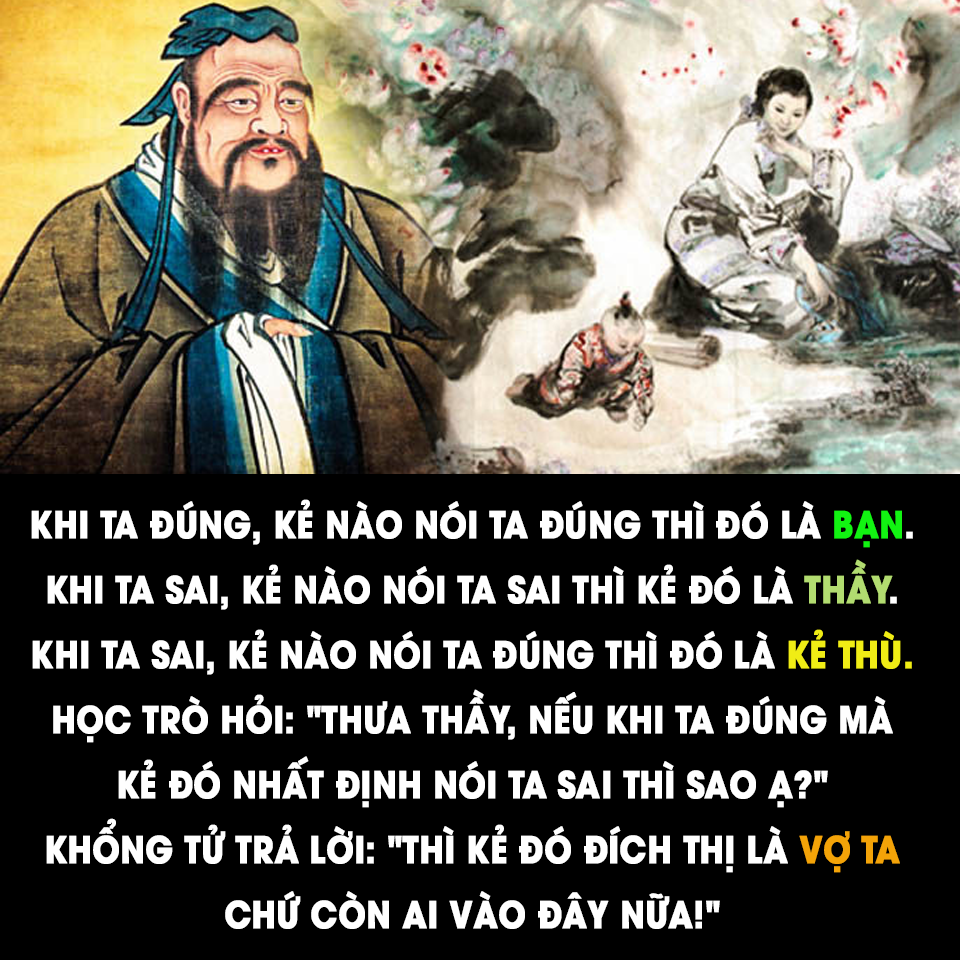 KHI TA ĐÚNG, KẺ NÀO NÓI TA ĐÚNG THÌ ĐÓ LÀ BẠN.
KHI TA SAI, KẺ NÀO NÓI TA SAI THÌ KẺ ĐÓ LÀ THẦY.
KHI TA SAI, KẺ NÀO NÓI TA ĐÚNG THÌ ĐÓ LÀ KẺ THÙ.
HỌC TRÒ HỎI: "THƯA THẦY, NẾU KHI TA ĐÚNG MÀ
KẺ ĐÓ NHẤT ĐỊNH NÓI TA SAI THÌ SAO Ạ?"
KHỔNG TỬ TRẢ LỜI: "THÌ KẺ ĐÓ ĐÍCH THỊ LÀ VỢ TA
CHỨ CÒN AI VÀO ĐÂY NỮA!"